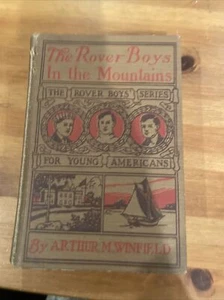 The Rover Boys
In the Mountains
THE ROVER BOYS SERIES
FOR YOUNG AMERICANS
By ARTHUR M. WINFIELD